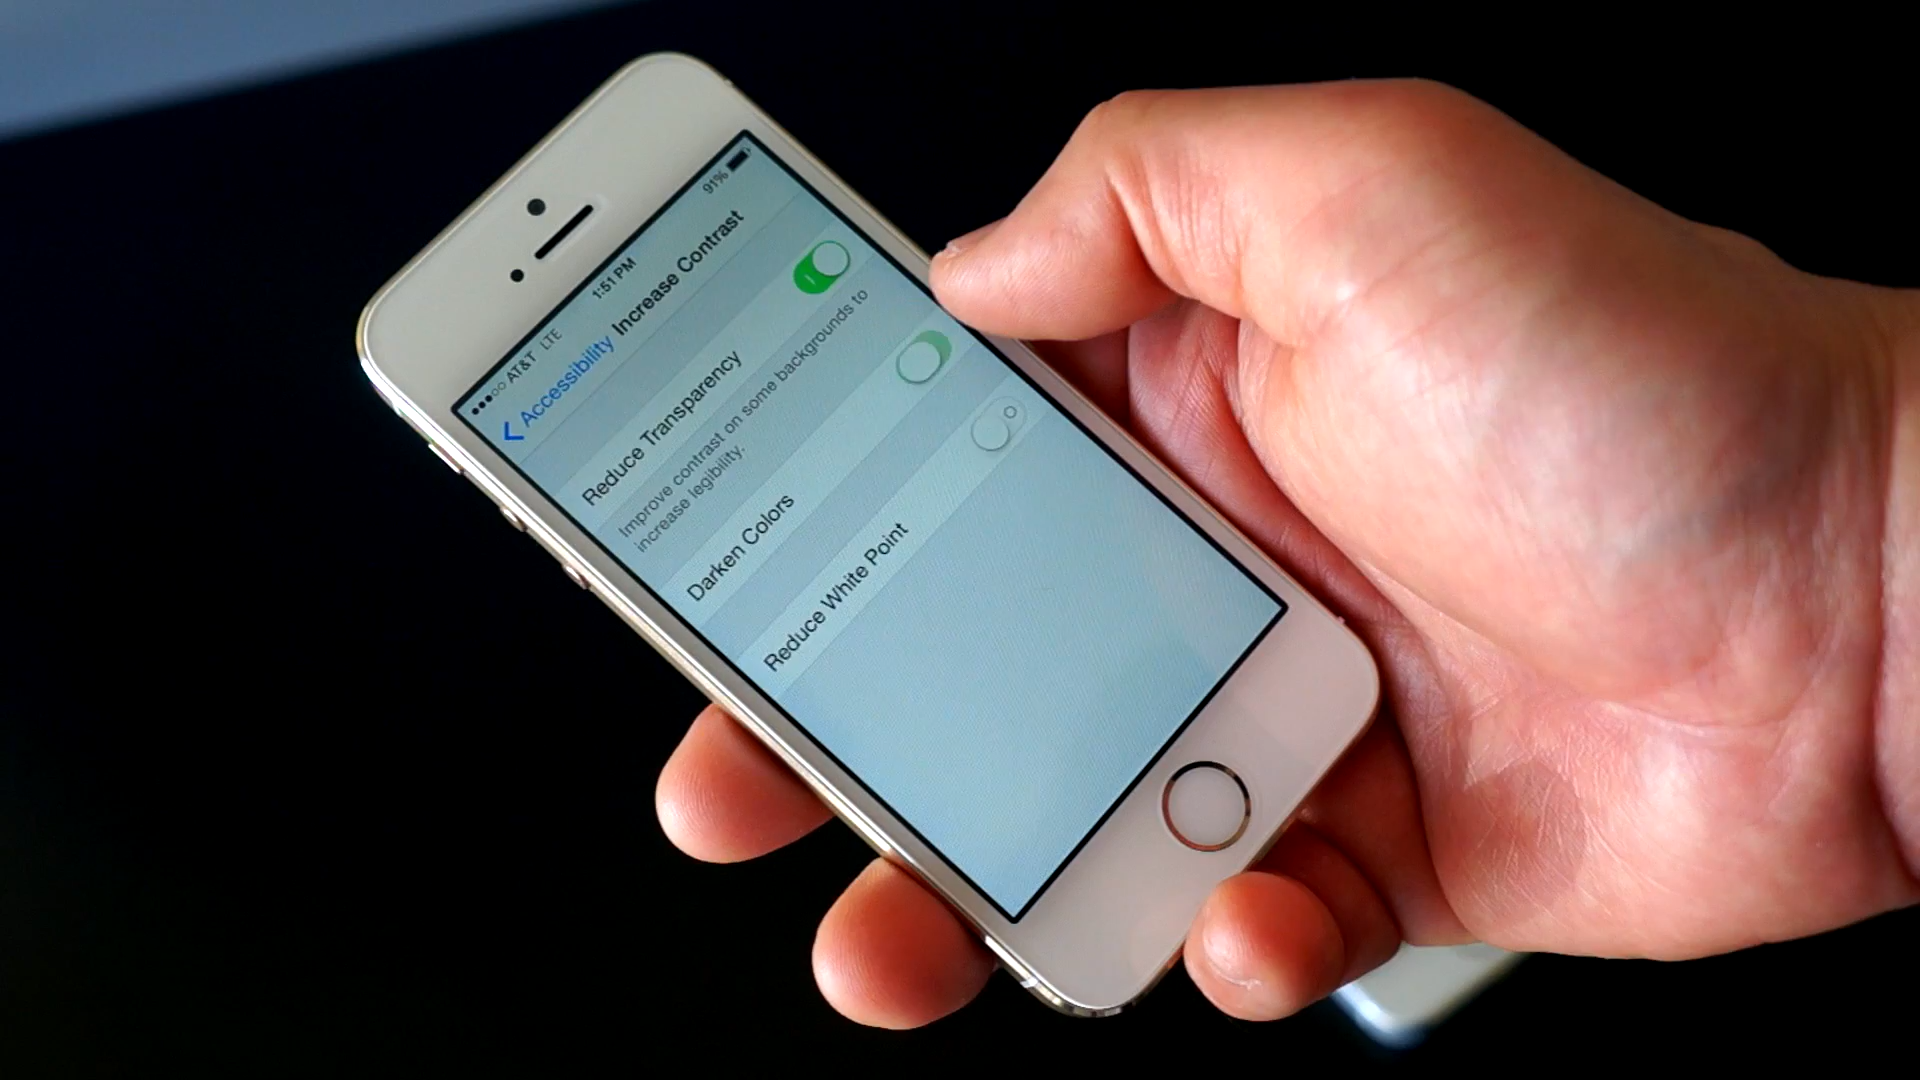 AT&T LTE 1:51 PM 91%
Accessibility Increase Contrast
Reduce Transparency
Improve contrast on some backgrounds to
increase legibility.
Darken Colors
Reduce White Point